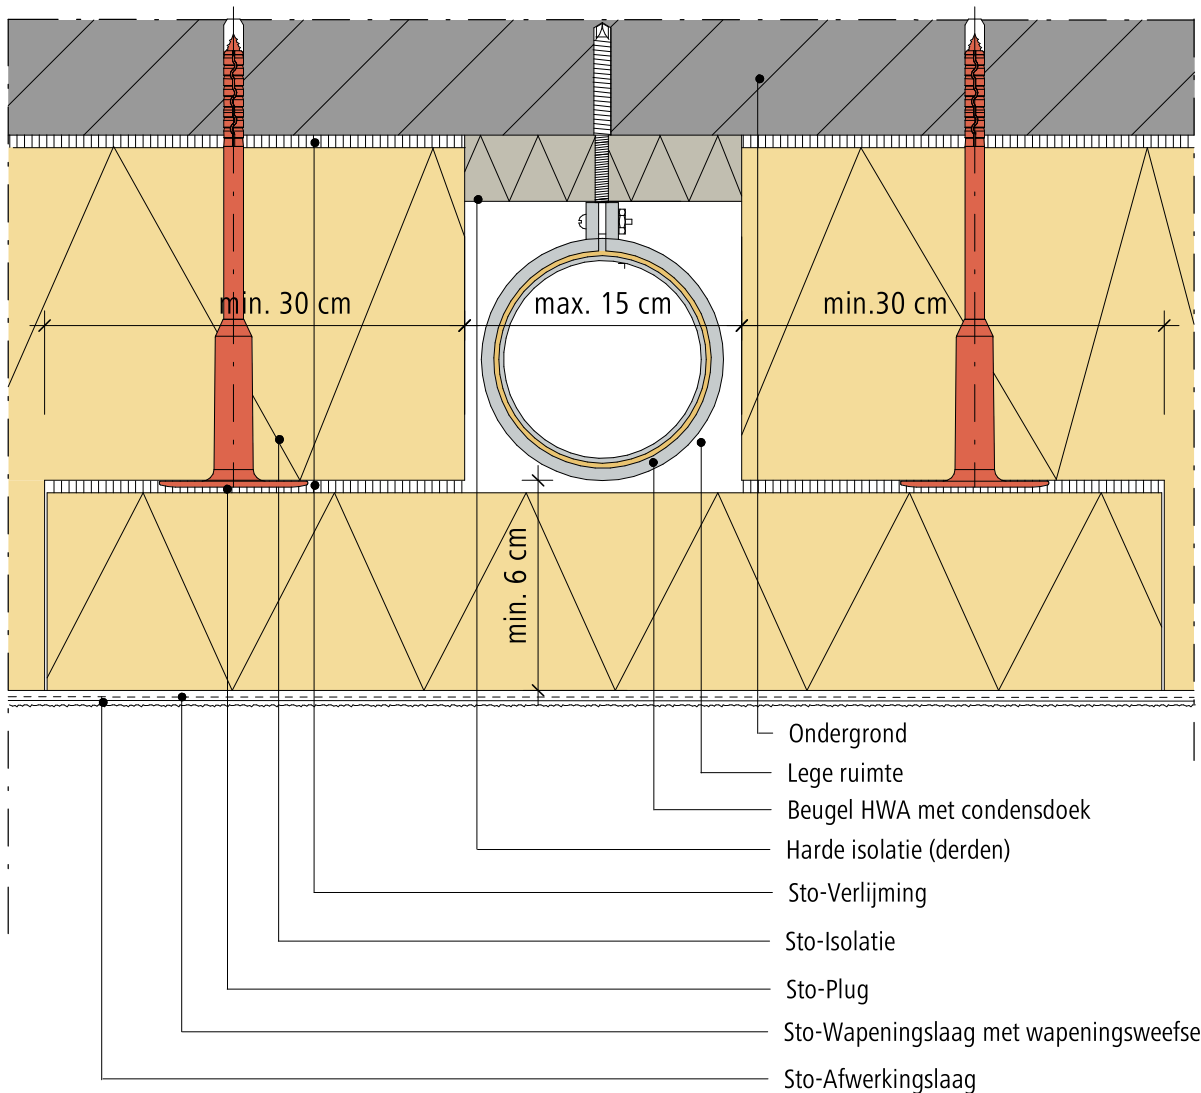 min. 30 cm
max. 15 cm
min.30 cm
min. 6 cm
Ondergrond
Lege ruimte
Beugel HWA met condensdoek
Harde isolatie (derden)
Sto-Verlijming
Sto-Isolatie
Sto-Plug
Sto-Wapeningslaag met wapeningsweefse
Sto-Afwerkingslaag